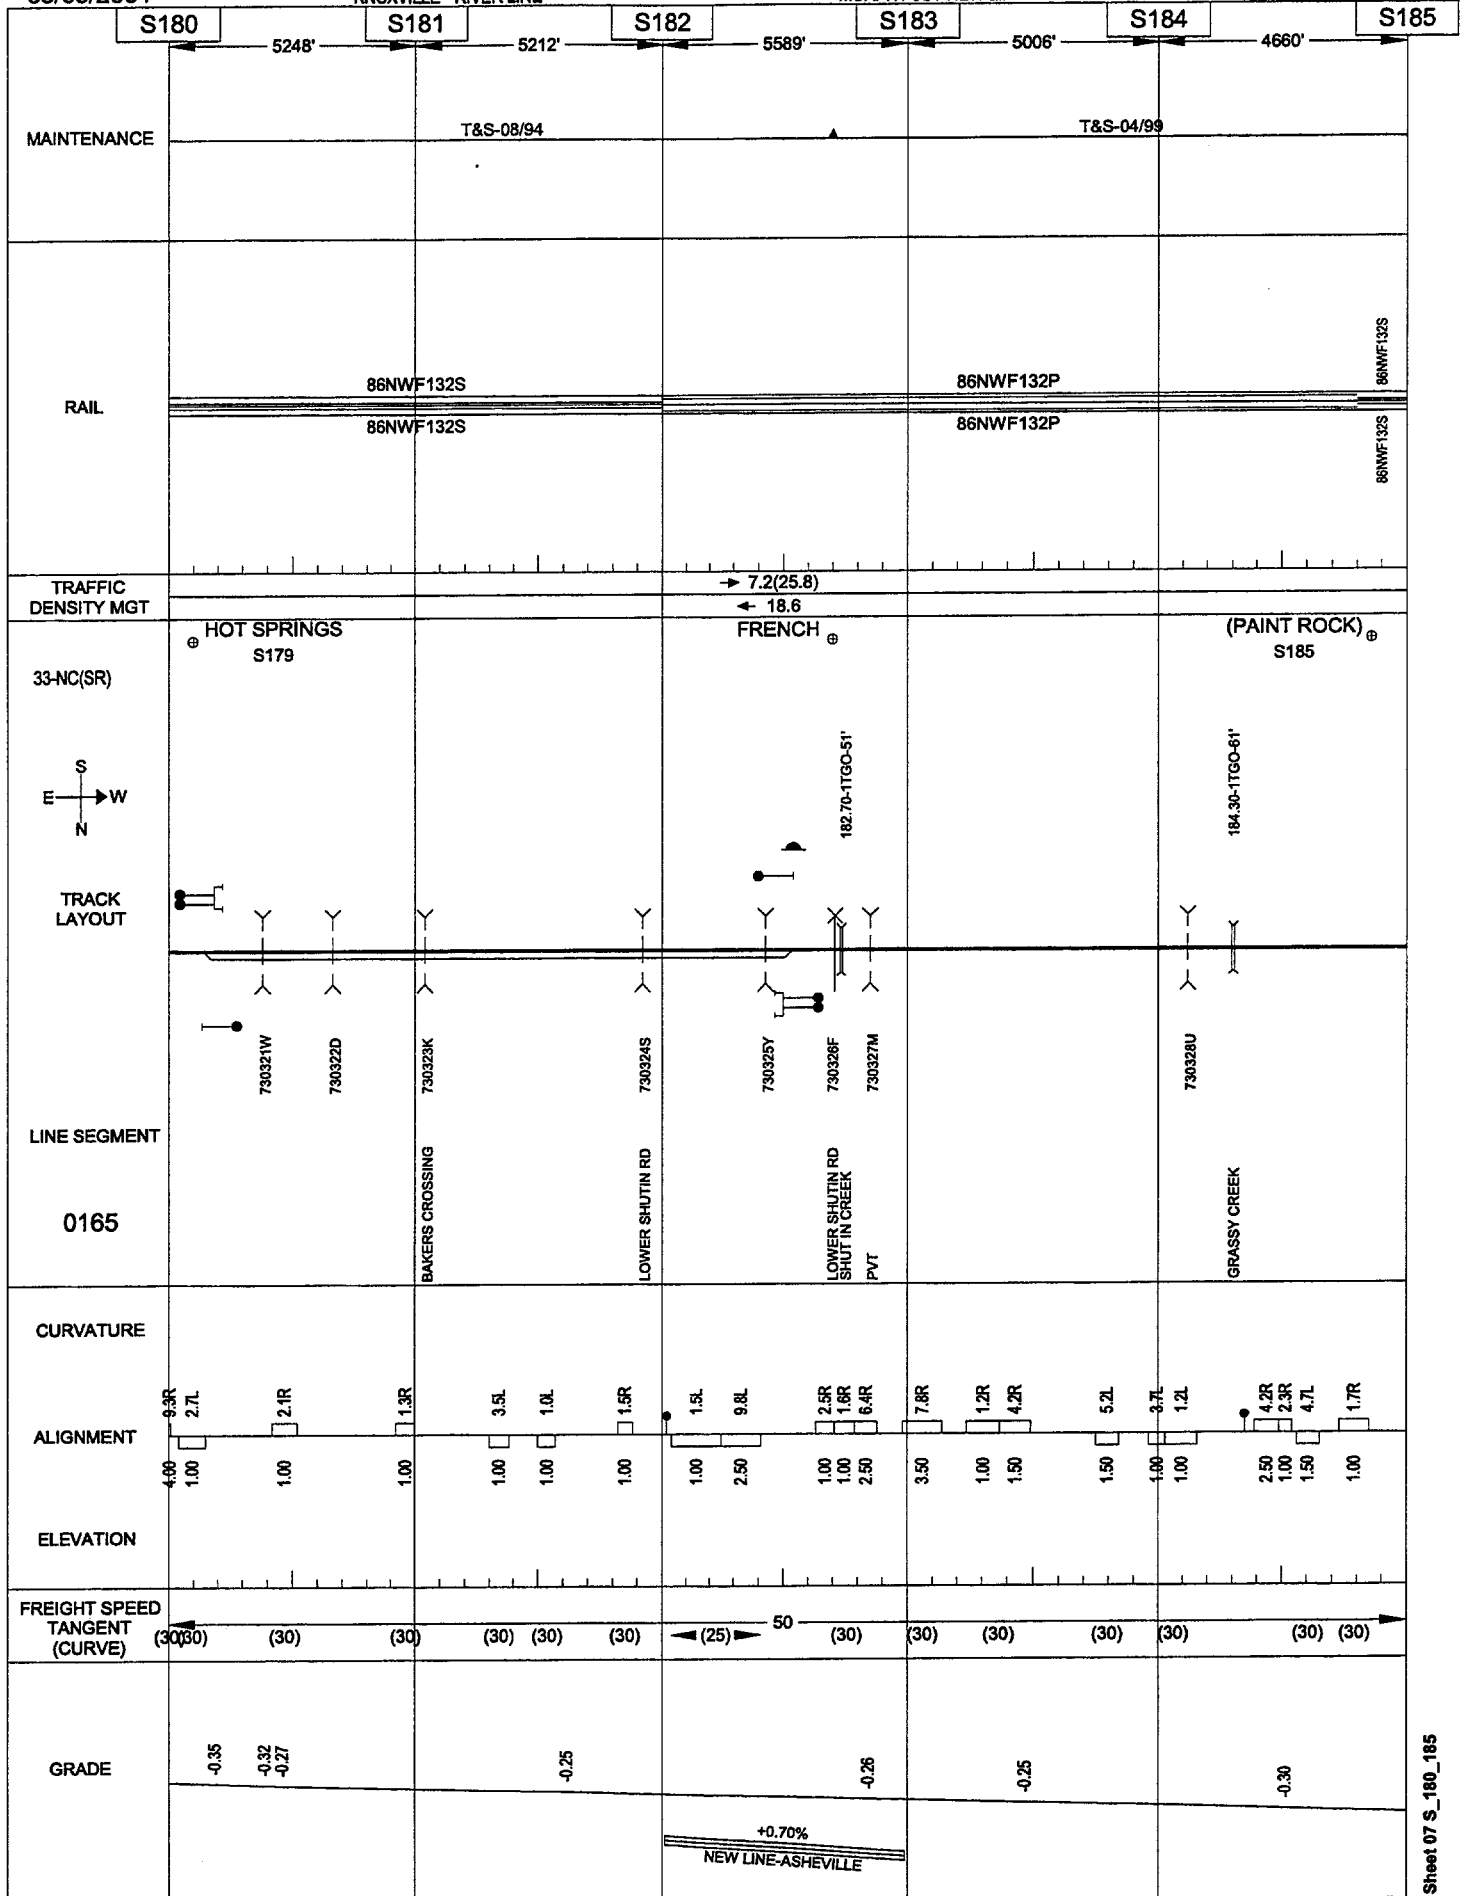 S180 S181 S182 S183 S184 S185
5248' 5212' 5589' 5006' 4660'
MAINTENANCE
T&S-08/94 T&S-04/99
RAIL
86NWF132S 86NWF132P 86NWF132S
86NWF132S 86NWF132P 86NWF132S
TRAFFIC
DENSITY MGT
7.2(25.8)
18.6
HOT SPRINGS FRENCH (PAINT ROCK)
S179 S185
33-NC(SR)
S
E W
N
182.70-1TGO-51' 184.30-1TGO-61'
TRACK
LAYOUT
730321W 730322D 730323K 730324S 730325Y 730326F 730327M 730328U
LINE SEGMENT
0165
BAKERS CROSSING
LOWER SHUTIN RD
LOWER SHUTIN RD
SHUT IN CREEK
PVT
GRASSY CREEK
CURVATURE
9.3R 2.7L 2.1R 1.3R 3.5L 1.0L 1.5R 1.5L 9.8L 2.5R 1.6R 6.4R 7.8R 1.2R 4.2R 5.2L 3.7L 1.2L 4.2R 2.3R 4.7L 1.7R
ALIGNMENT
4.00 1.00 1.00 1.00 1.00 1.00 1.00 1.00 2.50 1.00 1.00 2.50 3.50 1.00 1.50 1.50 1.00 1.00 2.50 1.00 1.50 1.00
ELEVATION
FREIGHT SPEED
TANGENT
(CURVE)
50
(30) (30) (30) (30) (30) (30) (30) (25) (30) (30) (30) (30) (30) (30) (30)
GRADE
-0.35 -0.32 -0.27 -0.25 -0.26 -0.25 -0.30
+0.70%
NEW LINE-ASHEVILLE
Sheet 07 S_180_185